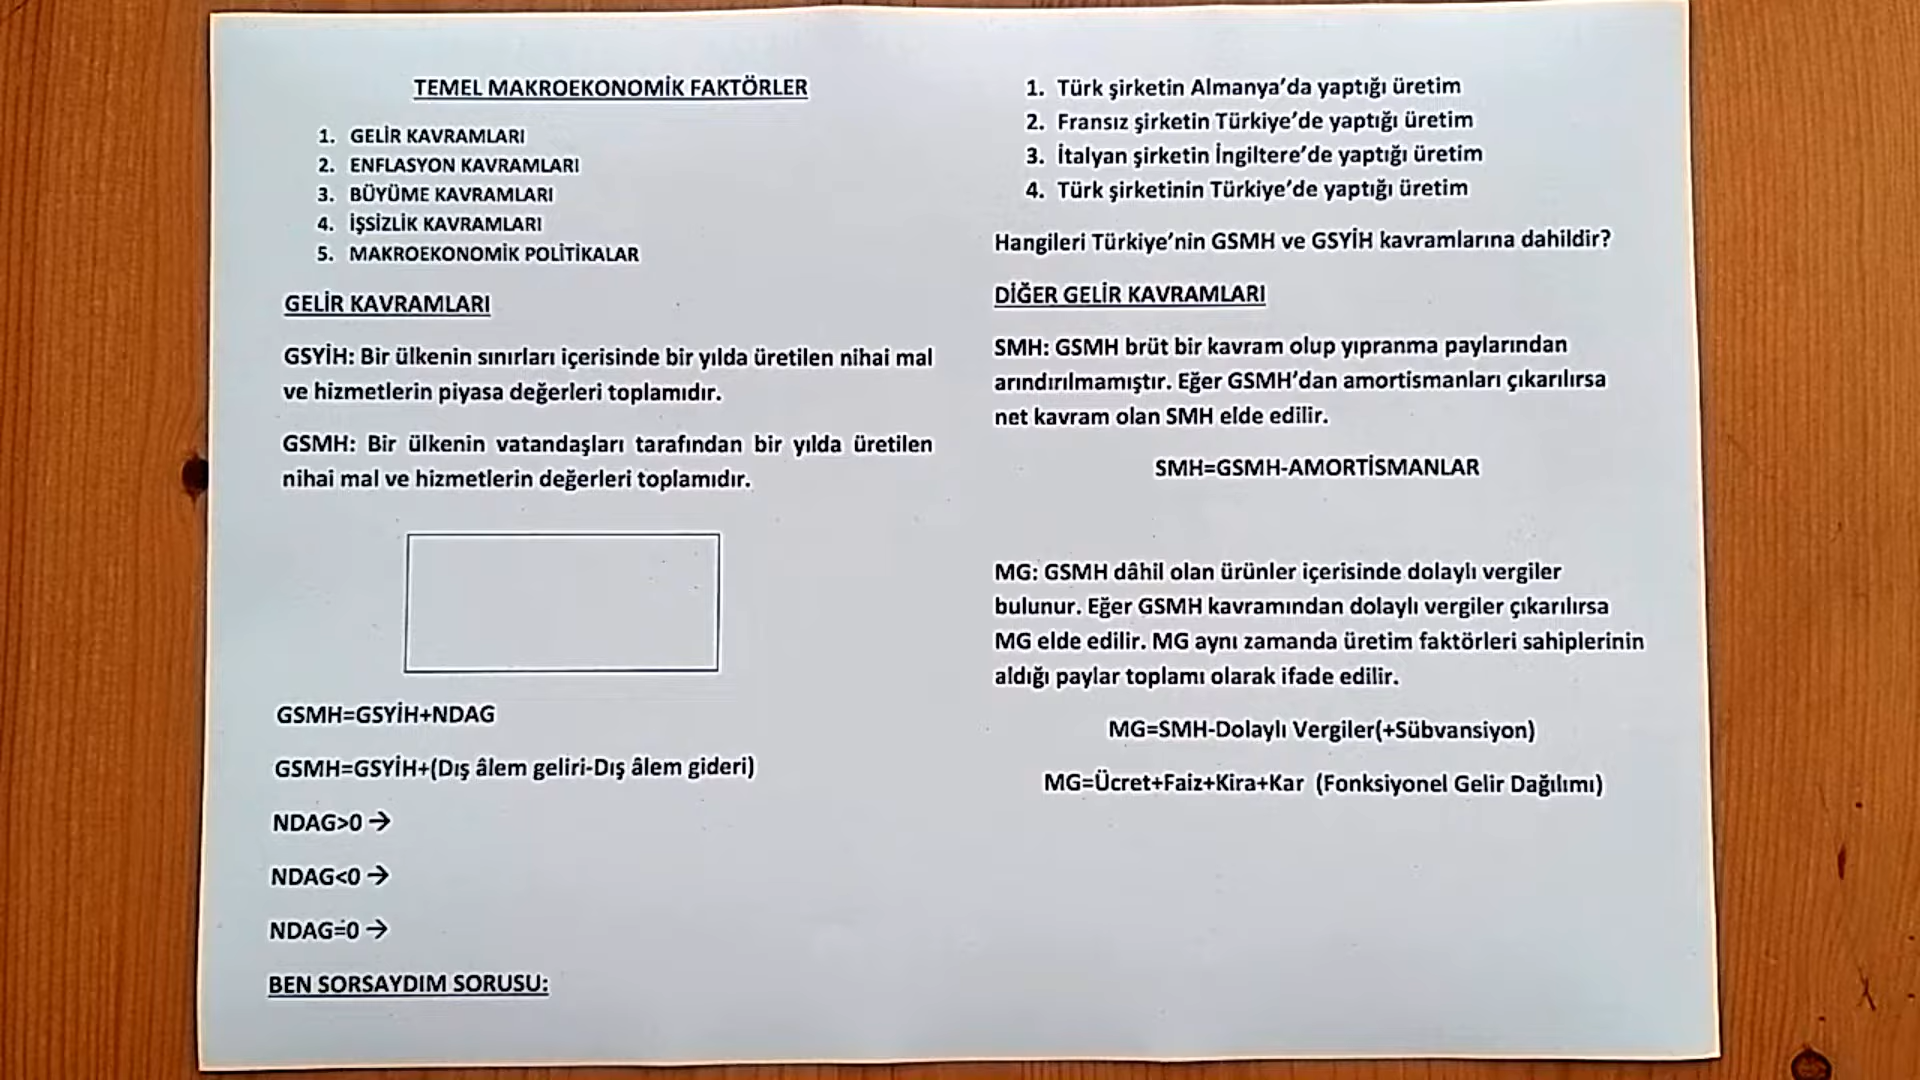 TEMEL MAKROEKONOMİK FAKTÖRLER
1. GELİR KAVRAMLARI
2. ENFLASYON KAVRAMLARI
3. BÜYÜME KAVRAMLARI
4. İŞSİZLİK KAVRAMLARI
5. MAKROEKONOMİK POLİTİKALAR
GELİR KAVRAMLARI
GSYİH: Bir ülkenin sınırları içerisinde bir yılda üretilen nihai mal
ve hizmetlerin piyasa değerleri toplamıdır.
GSMH: Bir ülkenin vatandaşları tarafından bir yılda üretilen
nihai mal ve hizmetlerin değerleri toplamıdır.
GSMH=GSYİH+NDAG
GSMH=GSYİH+(Dış âlem geliri-Dış âlem gideri)
NDAG>0 →
NDAG<0 →
NDAG=0 →
BEN SORSAYDIM SORUSU:
1. Türk şirketin Almanya’da yaptığı üretim
2. Fransız şirketin Türkiye’de yaptığı üretim
3. İtalyan şirketin İngiltere’de yaptığı üretim
4. Türk şirketinin Türkiye’de yaptığı üretim
Hangileri Türkiye’nin GSMH ve GSYİH kavramlarına dahildir?
DİĞER GELİR KAVRAMLARI
SMH: GSMH brüt bir kavram olup yıpranma paylarından
arındırılmamıştır. Eğer GSMH’dan amortismanları çıkarılırsa
net kavram olan SMH elde edilir.
SMH=GSMH-AMORTİSMANLAR
MG: GSMH dâhil olan ürünler içerisinde dolaylı vergiler
bulunur. Eğer GSMH kavramından dolaylı vergiler çıkarılırsa
MG elde edilir. MG aynı zamanda üretim faktörleri sahiplerinin
aldığı paylar toplamı olarak ifade edilir.
MG=SMH-Dolaylı Vergiler(+Sübvansiyon)
MG=Ücret+Faiz+Kira+Kar (Fonksiyonel Gelir Dağılımı)